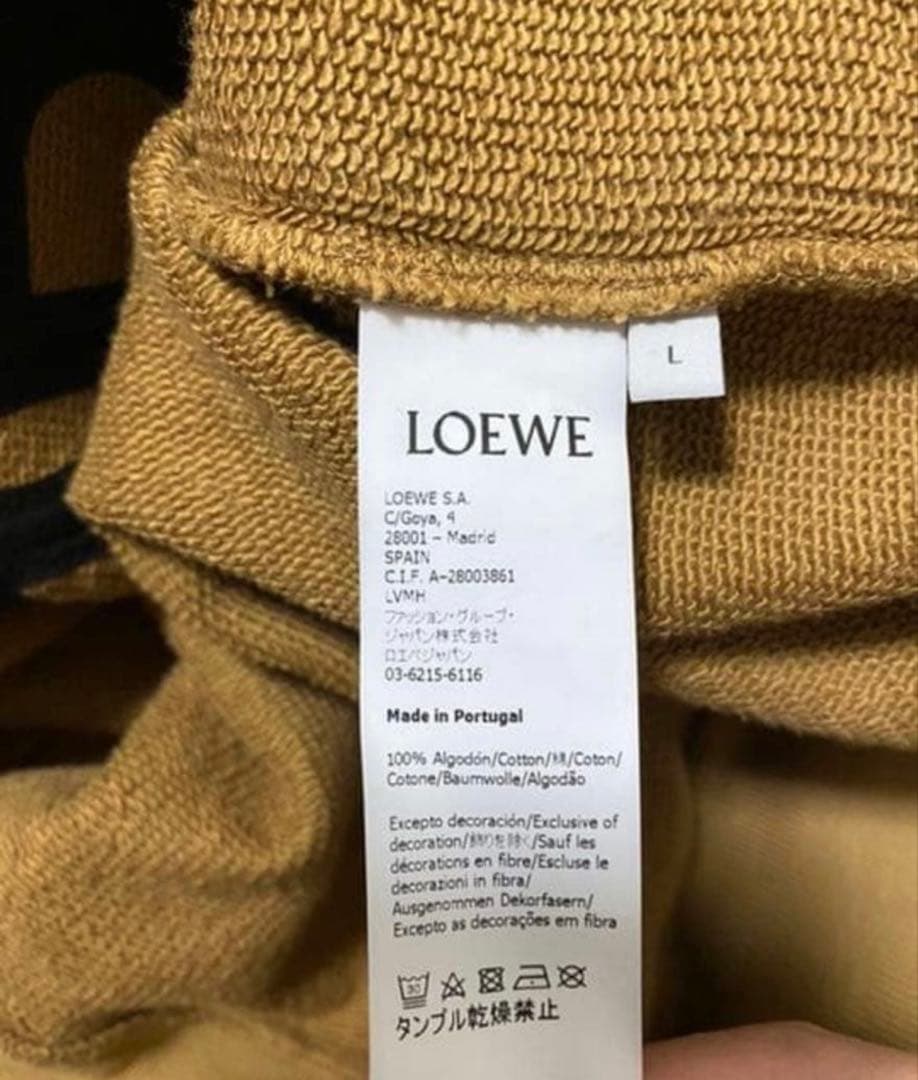 L
LOEWE
LOEWE S.A.
C/Goya, 4
28001 – Madrid
SPAIN
C.I.F. A-28003861
LVMH
ファッション・グループ・
ジャパン株式会社
ロエベジャパン
03-6215-6116
Made in Portugal
100% Algodón/Cotton/綿/Coton/
Cotone/Baumwolle/Algodão
Excepto decoración/Exclusive of
decoration/飾りを除く/Sauf les
décorations en fibre/Escluse le
decorazioni in fibra/
Ausgenommen Dekorfasern/
Excepto as decorações em fibra
30
タンブル乾燥禁止